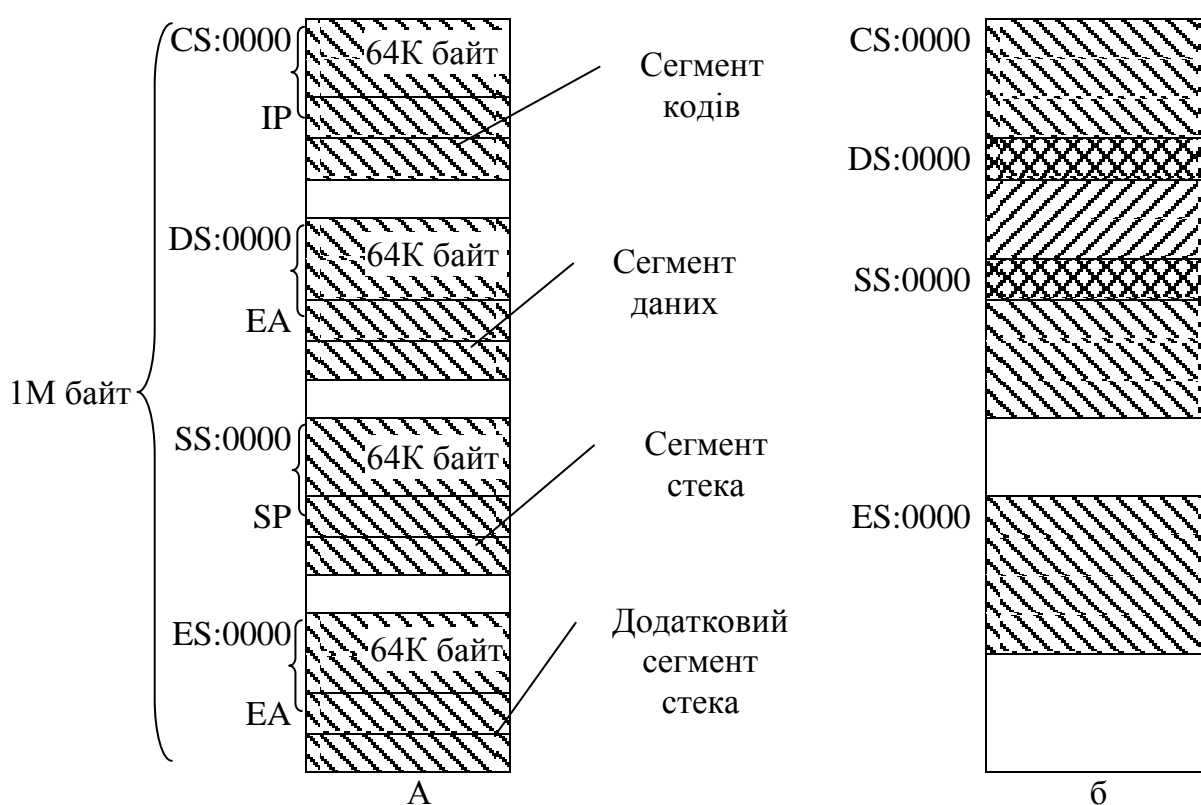 CS:0000
64К байт
IP
Сегмент
кодів
DS:0000
64К байт
EA
Сегмент
даних
1М байт
SS:0000
64К байт
SP
Сегмент
стека
ES:0000
64К байт
EA
Додатковий
сегмент
стека
А
CS:0000
DS:0000
SS:0000
ES:0000
б